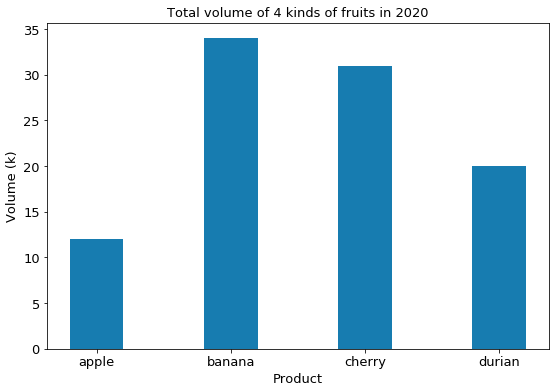 Total volume of 4 kinds of fruits in 2020
Volume (k)
35
30
25
20
15
10
5
0
apple banana cherry durian
Product